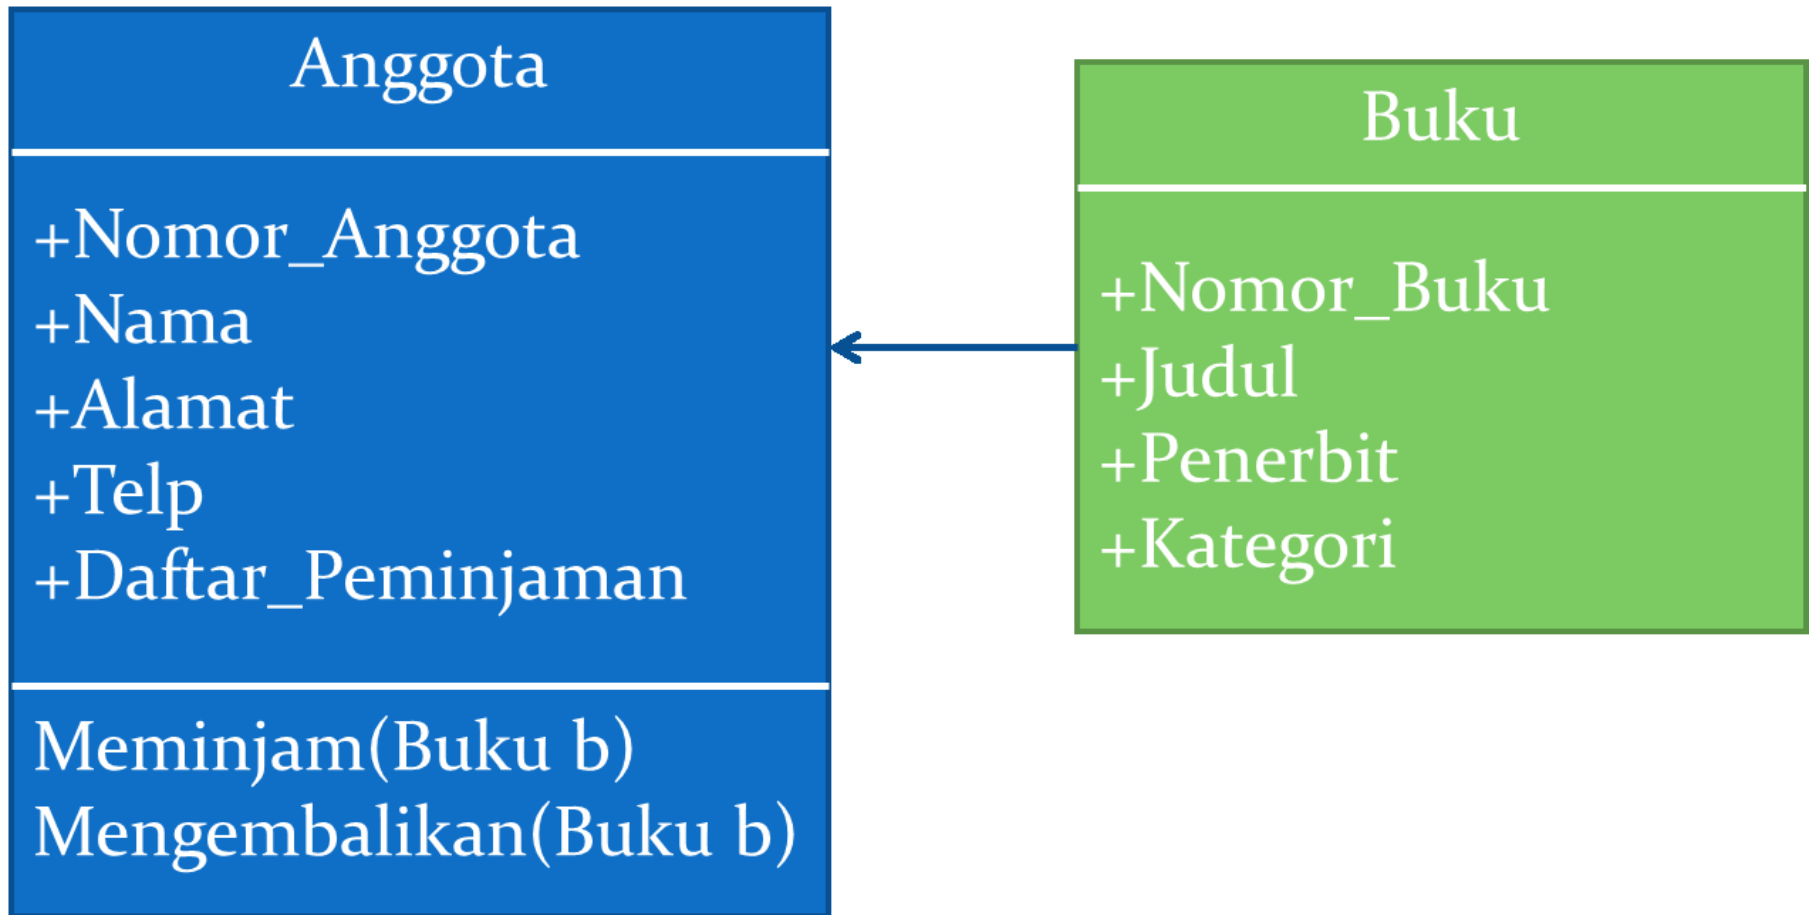 Anggota
+Nomor_Anggota
+Nama
+Alamat
+Telp
+Daftar_Peminjaman
Meminjam(Buku b)
Mengembalikan(Buku b)
Buku
+Nomor_Buku
+Judul
+Penerbit
+Kategori